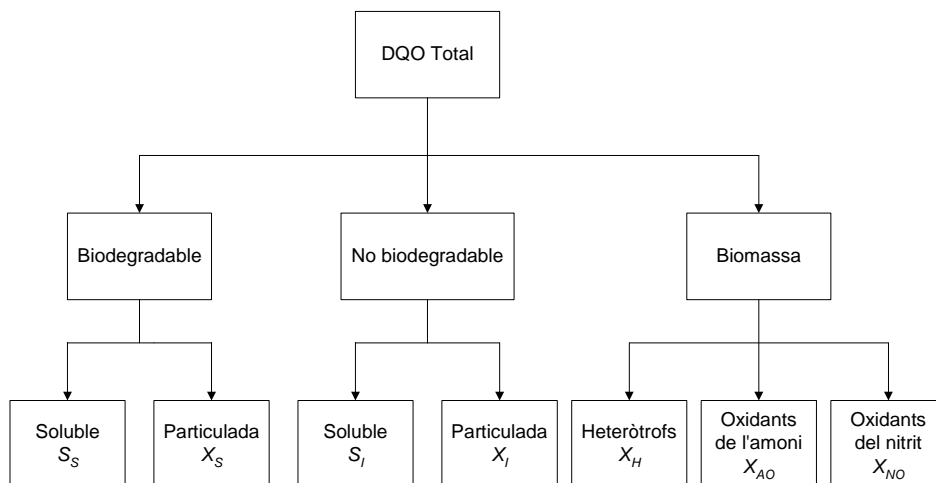 DQO Total
Biodegradable
No biodegradable
Biomassa
Soluble
S_S
Particulada
X_S
Soluble
S_I
Particulada
X_I
Heteròtrofs
X_H
Oxidants
de l'amoni
X_AO
Oxidants
del nitrit
X_NO